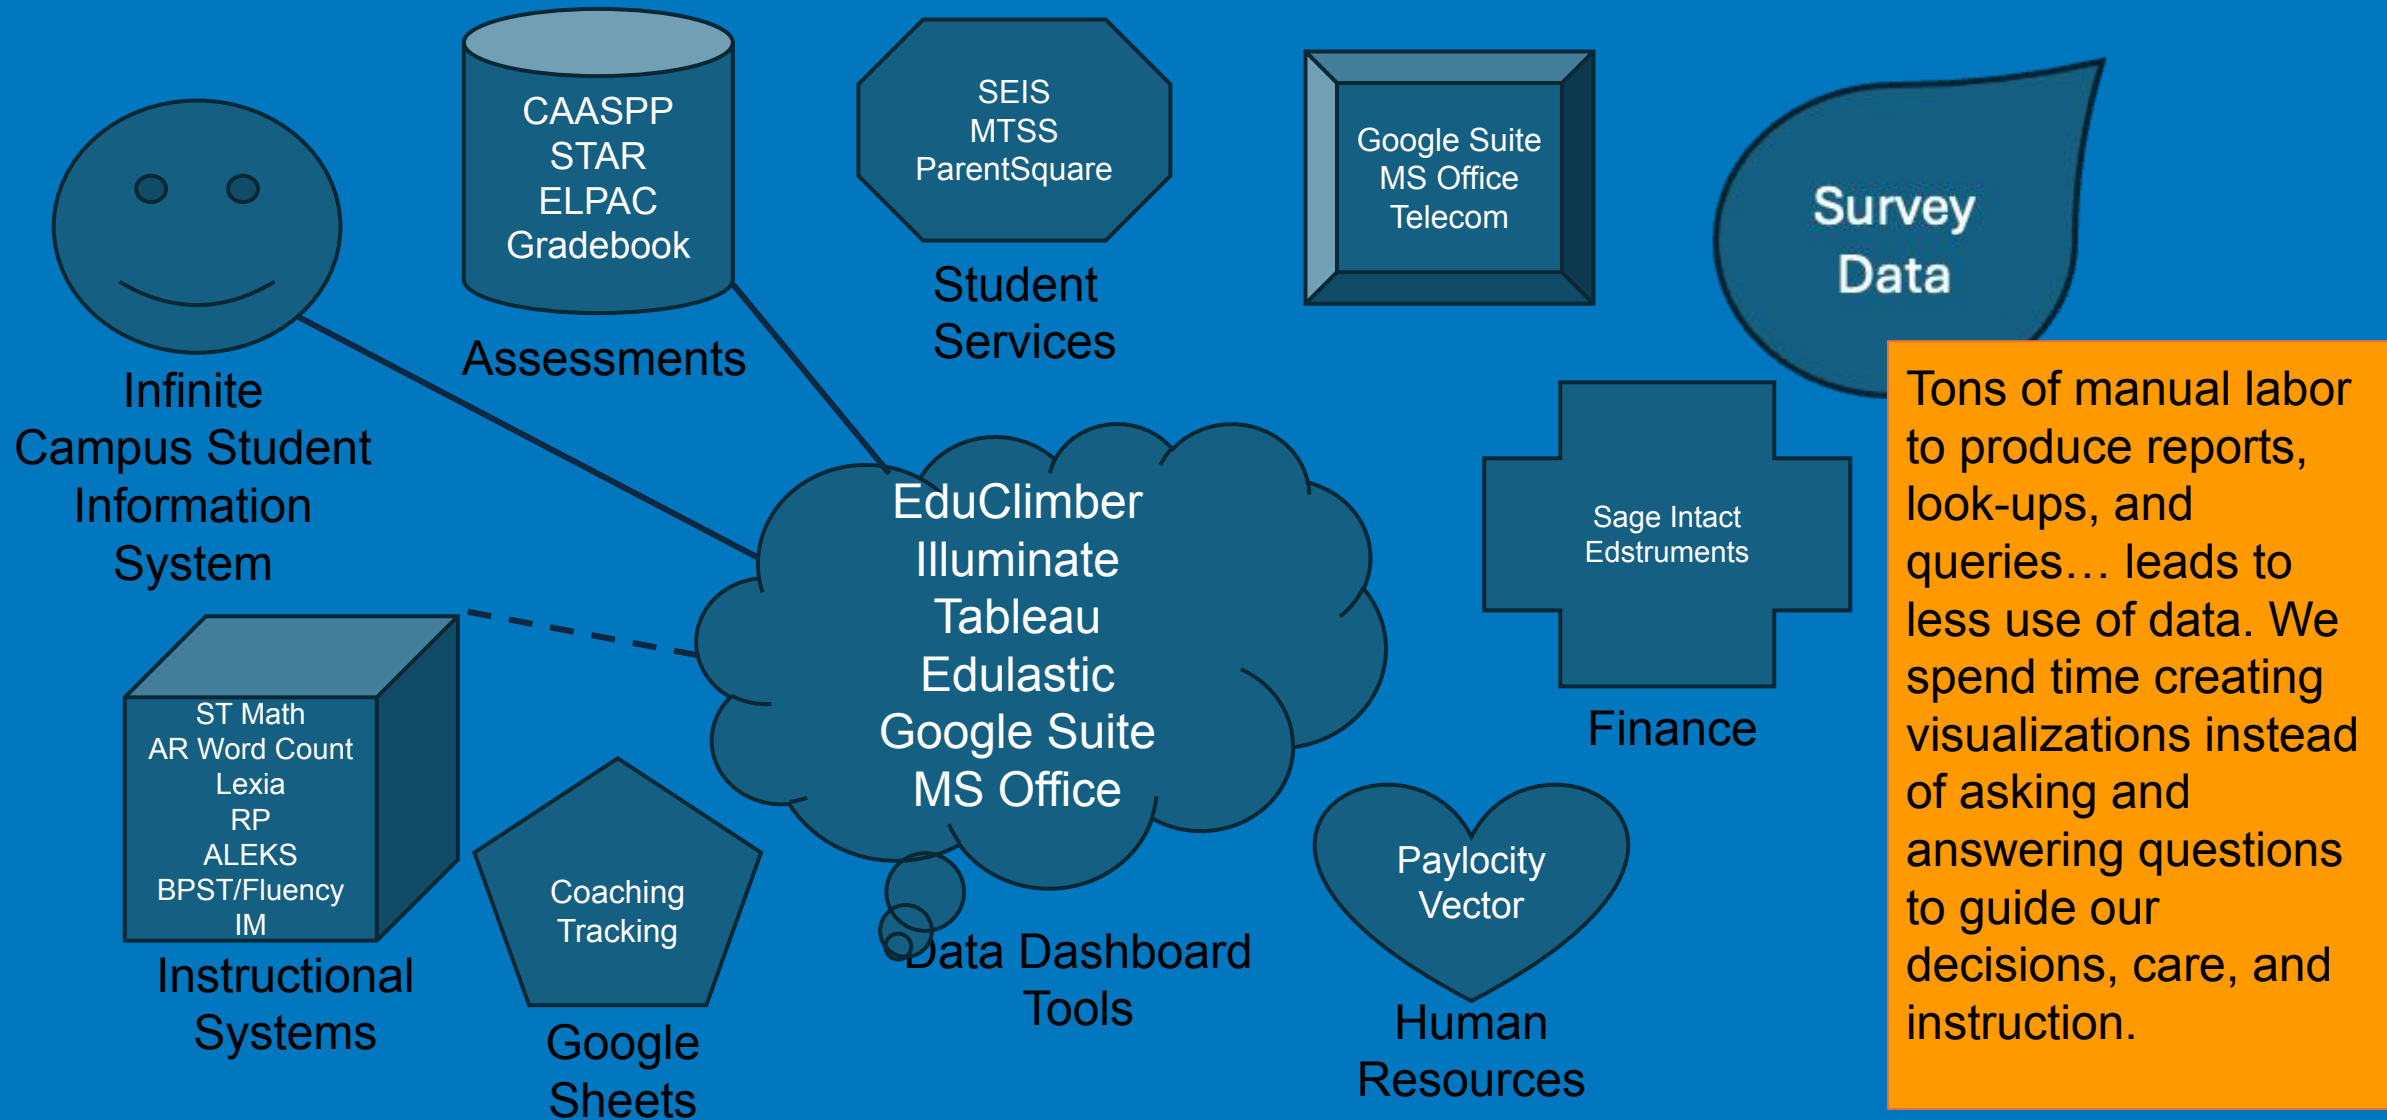 CAASPP
STAR
ELPAC
Gradebook
SEIS
MTSS
ParentSquare
Google Suite
MS Office
Telecom
Survey
Data
Student
Services
Assessments
Infinite
Campus Student
Information
System
EduClimber
Illuminate
Tableau
Edulastic
Google Suite
MS Office
Sage Intact
Edstruments
Finance
Tons of manual labor
to produce reports,
look-ups, and
queries… leads to
less use of data. We
spend time creating
visualizations instead
of asking and
answering questions
to guide our
decisions, care, and
instruction.
ST Math
AR Word Count
Lexia
RP
ALEKS
BPST/Fluency
IM
Instructional
Systems
Coaching
Tracking
Google
Sheets
Data Dashboard
Tools
Paylocity
Vector
Human
Resources